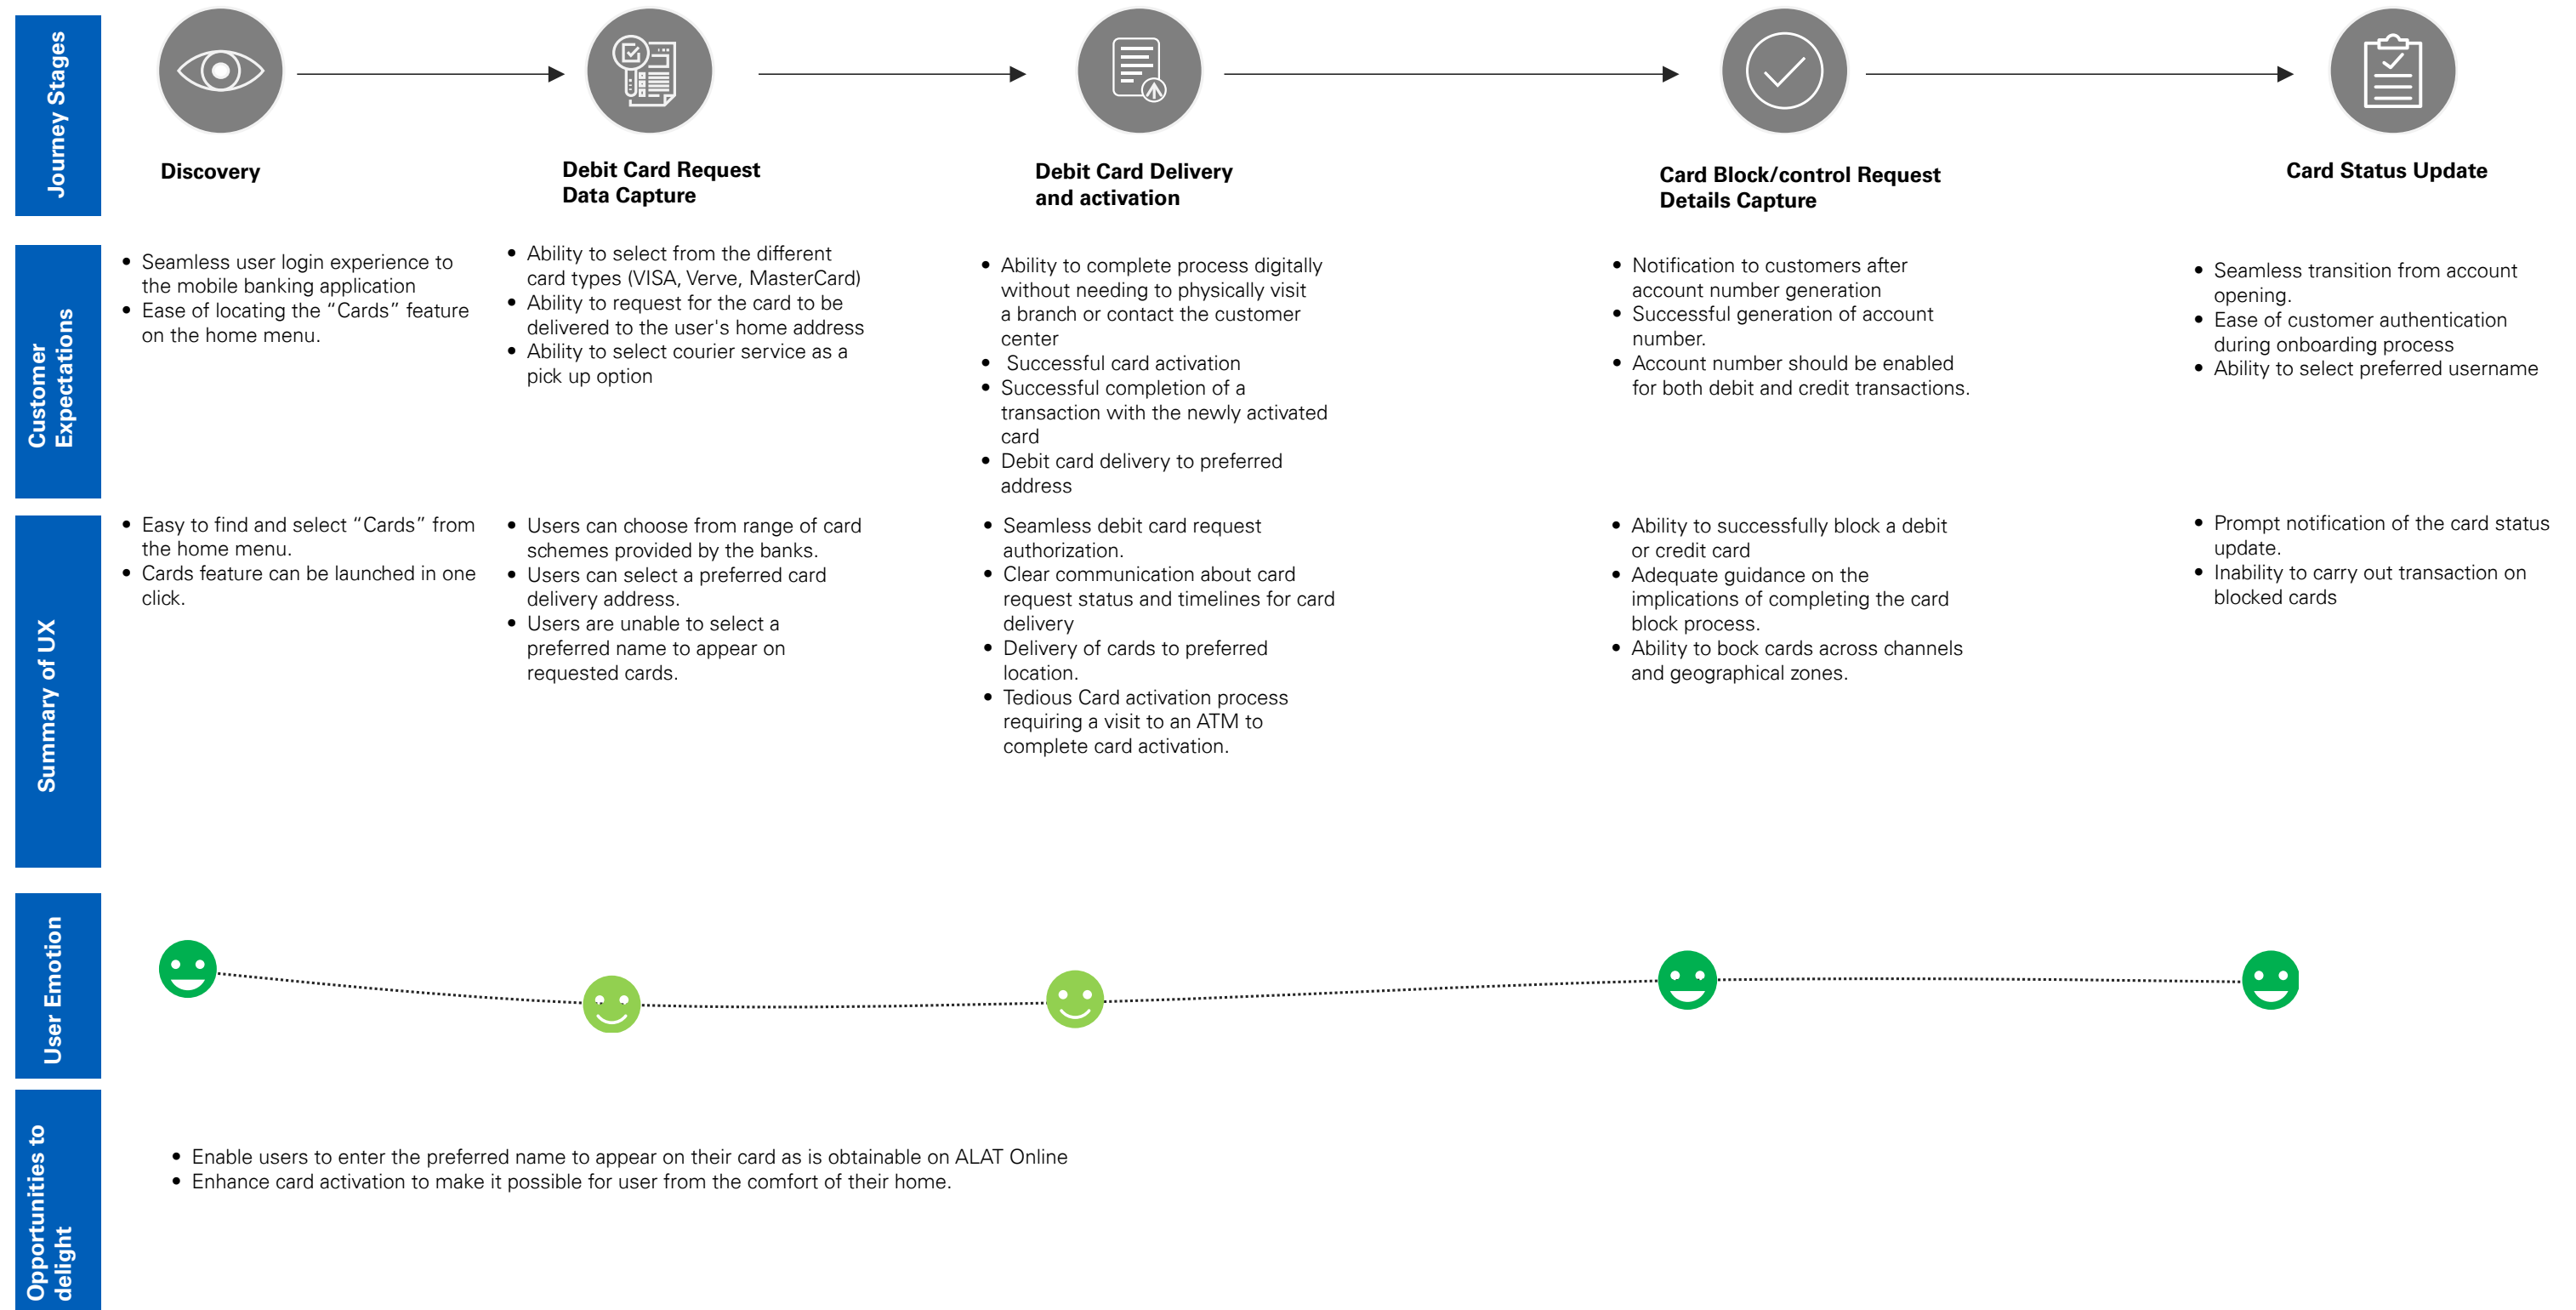 Journey Stages
Discovery
Debit Card Request
Data Capture
Debit Card Delivery
and activation
Card Block/control Request
Details Capture
Card Status Update
Customer
Expectations
• Seamless user login experience to
the mobile banking application
• Ease of locating the “Cards” feature
on the home menu.
• Ability to select from the different
card types (VISA, Verve, MasterCard)
• Ability to request for the card to be
delivered to the user's home address
• Ability to select courier service as a
pick up option
• Ability to complete process digitally
without needing to physically visit
a branch or contact the customer
center
• Successful card activation
• Successful completion of a
transaction with the newly activated
card
• Debit card delivery to preferred
address
• Notification to customers after
account number generation
• Successful generation of account
number.
• Account number should be enabled
for both debit and credit transactions.
• Seamless transition from account
opening.
• Ease of customer authentication
during onboarding process
• Ability to select preferred username
Summary of UX
• Easy to find and select “Cards” from
the home menu.
• Cards feature can be launched in one
click.
• Users can choose from range of card
schemes provided by the banks.
• Users can select a preferred card
delivery address.
• Users are unable to select a
preferred name to appear on
requested cards.
• Seamless debit card request
authorization.
• Clear communication about card
request status and timelines for card
delivery
• Delivery of cards to preferred
location.
• Tedious Card activation process
requiring a visit to an ATM to
complete card activation.
• Ability to successfully block a debit
or credit card
• Adequate guidance on the
implications of completing the card
block process.
• Ability to bock cards across channels
and geographical zones.
• Prompt notification of the card status
update.
• Inability to carry out transaction on
blocked cards
User Emotion
Opportunities to
delight
• Enable users to enter the preferred name to appear on their card as is obtainable on ALAT Online
• Enhance card activation to make it possible for user from the comfort of their home.